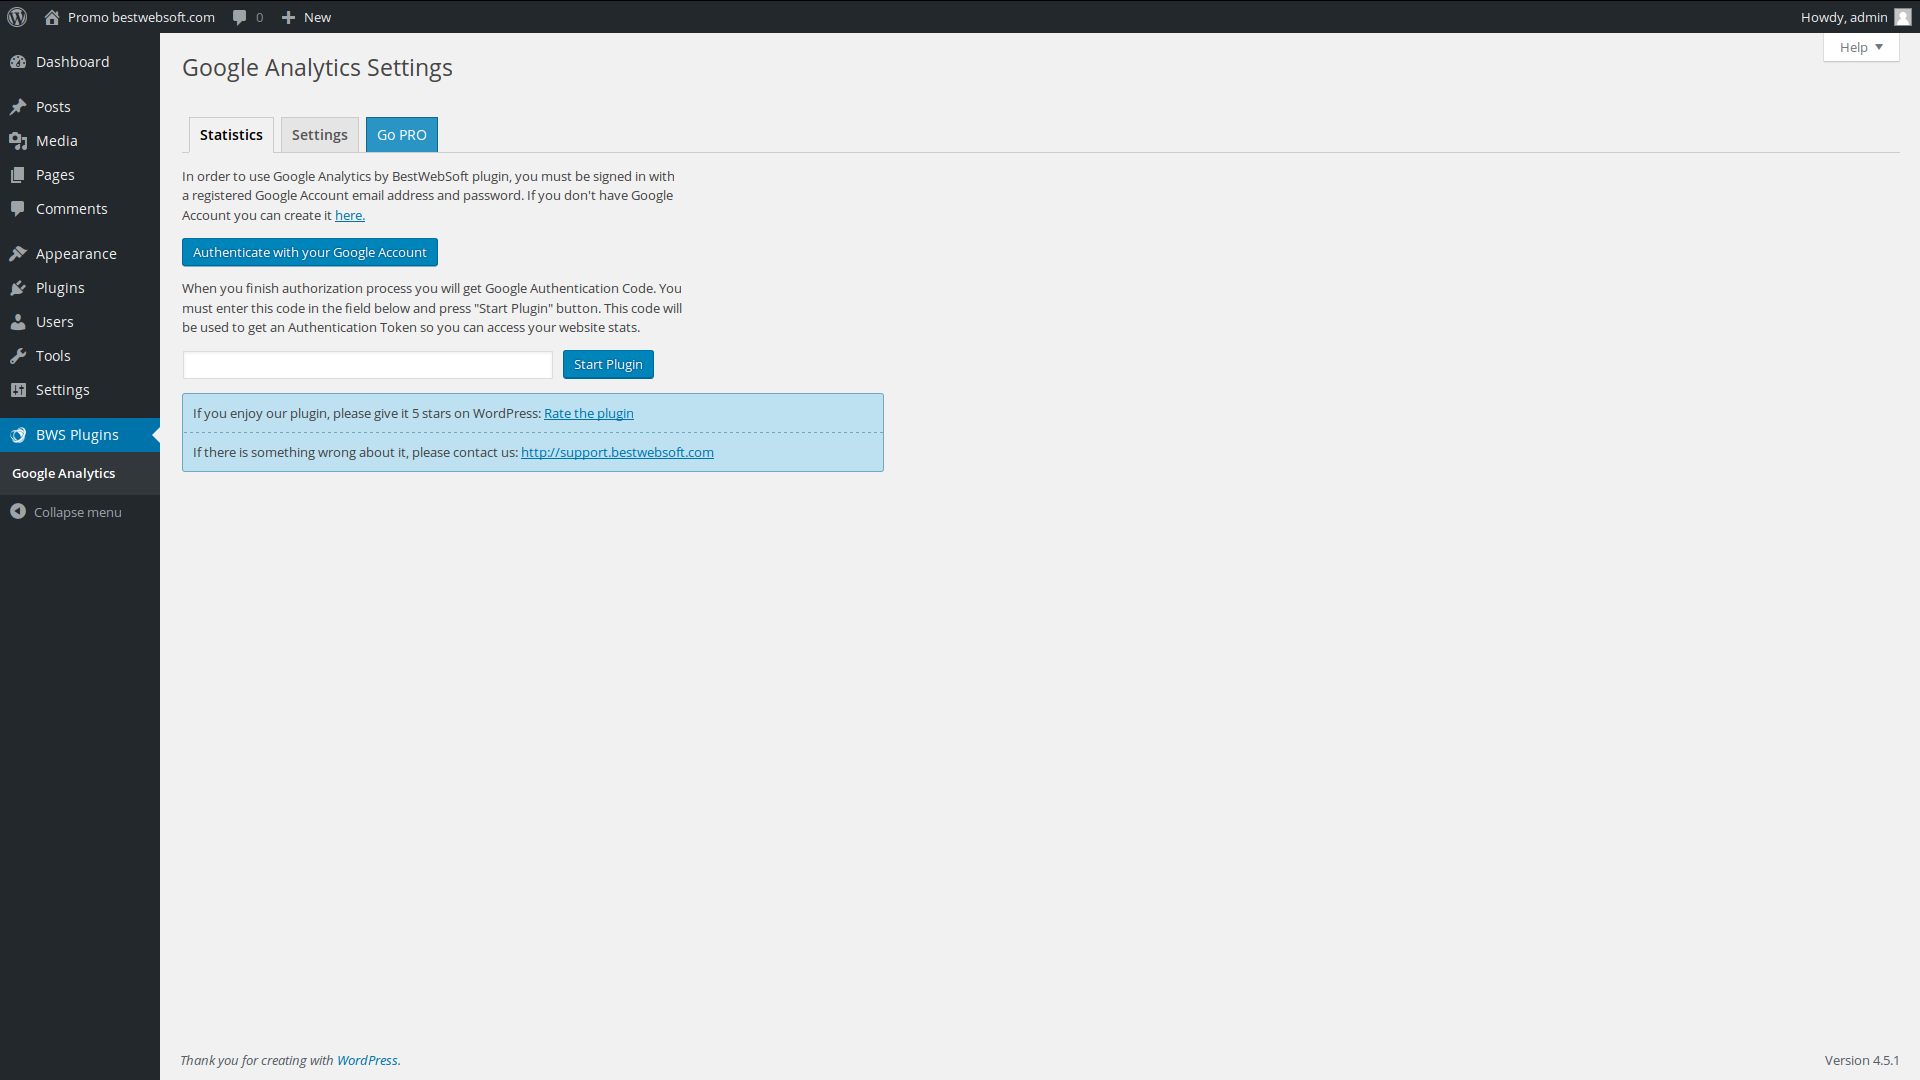 Promo bestwebsoft.com 0 New Howdy, admin
Help
Dashboard
Posts
Media
Pages
Comments
Appearance
Plugins
Users
Tools
Settings
BWS Plugins
Google Analytics
Collapse menu
Google Analytics Settings
Statistics Settings Go PRO
In order to use Google Analytics by BestWebSoft plugin, you must be signed in with
a registered Google Account email address and password. If you don't have Google
Account you can create it here.
Authenticate with your Google Account
When you finish authorization process you will get Google Authentication Code. You
must enter this code in the field below and press "Start Plugin" button. This code will
be used to get an Authentication Token so you can access your website stats.
Start Plugin
If you enjoy our plugin, please give it 5 stars on WordPress: Rate the plugin
If there is something wrong about it, please contact us: http://support.bestwebsoft.com
Thank you for creating with WordPress. Version 4.5.1